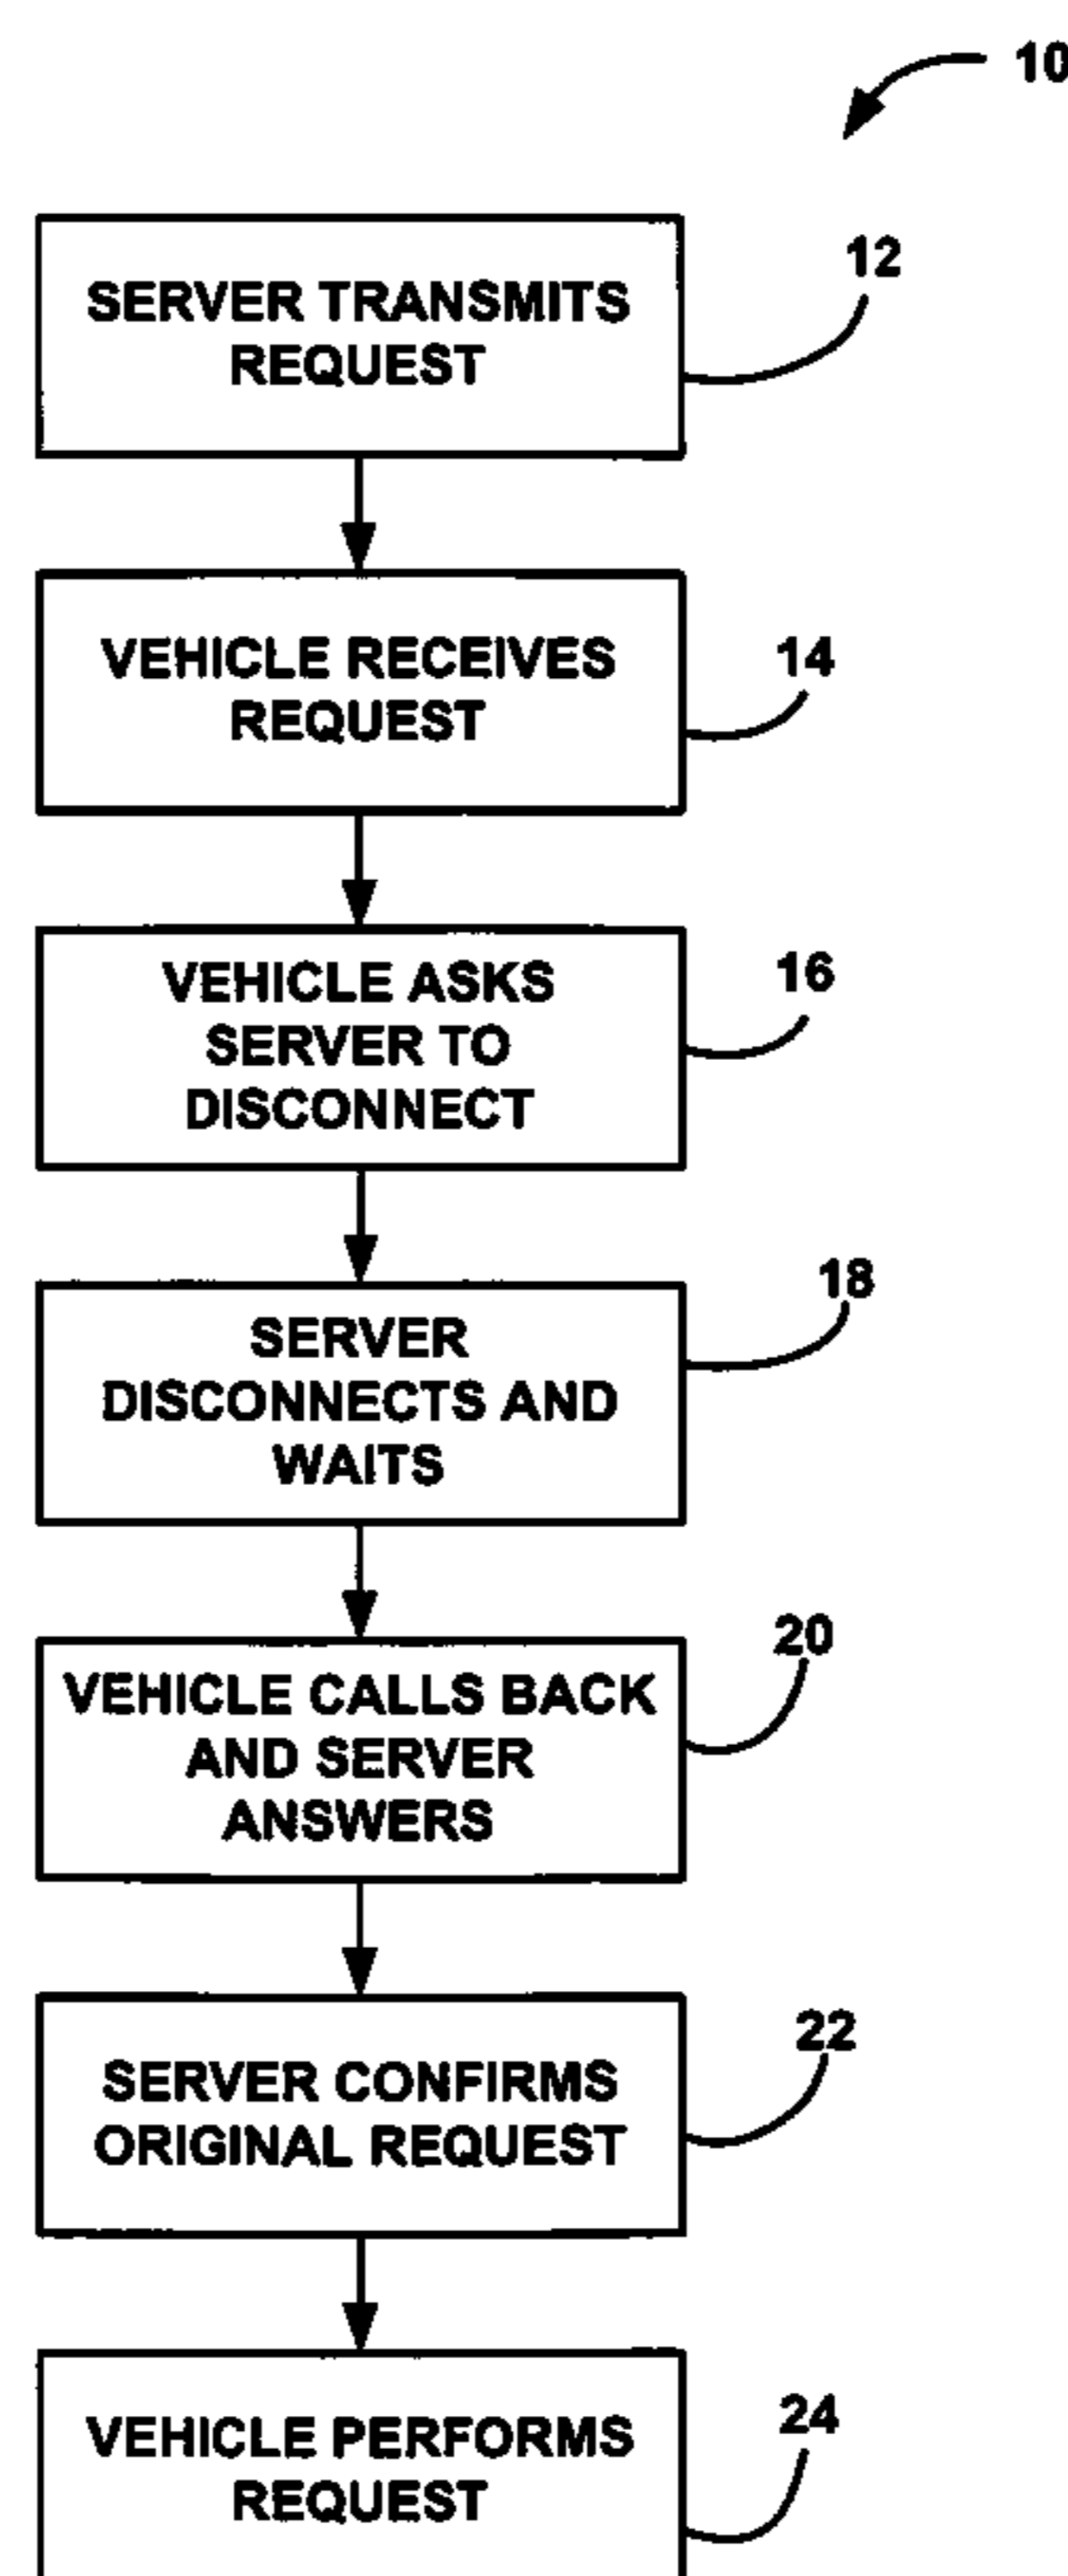 10
SERVER TRANSMITS
REQUEST
12
VEHICLE RECEIVES
REQUEST
14
VEHICLE ASKS
SERVER TO
DISCONNECT
16
SERVER
DISCONNECTS AND
WAITS
18
VEHICLE CALLS BACK
AND SERVER
ANSWERS
20
SERVER CONFIRMS
ORIGINAL REQUEST
22
VEHICLE PERFORMS
REQUEST
24